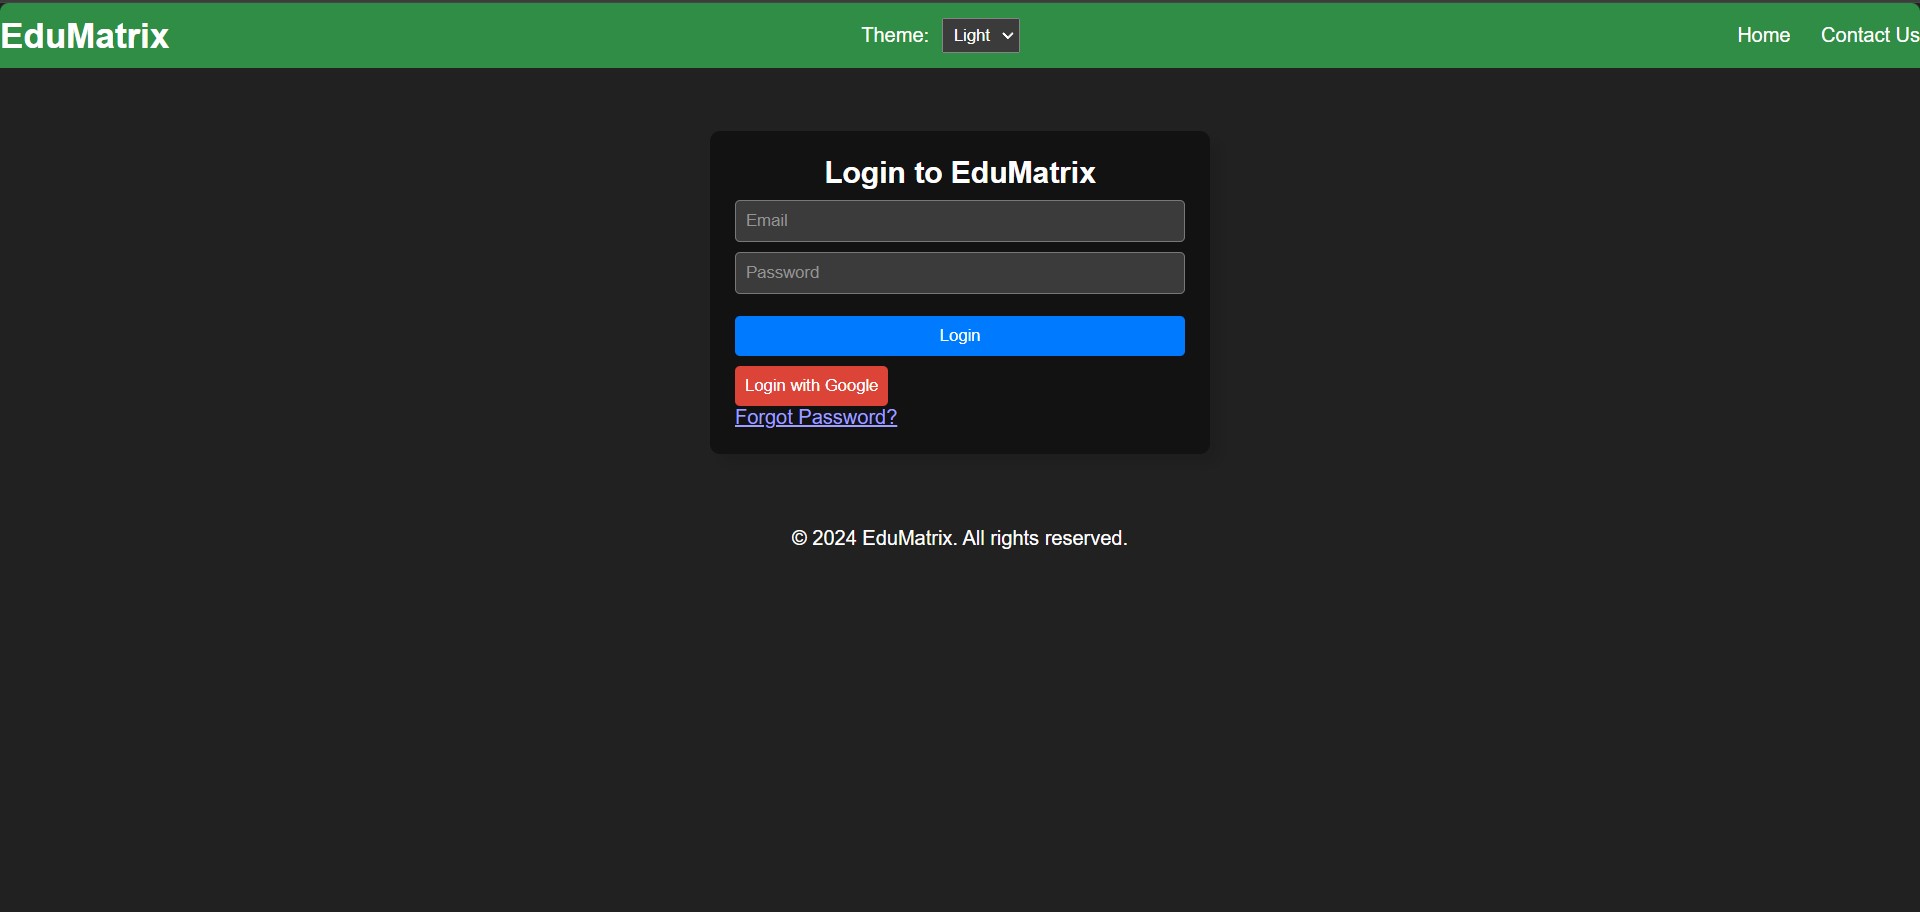 EduMatrix
Theme: Light
Home Contact Us
Login to EduMatrix
Email
Password
Login
Login with Google
Forgot Password?
© 2024 EduMatrix. All rights reserved.